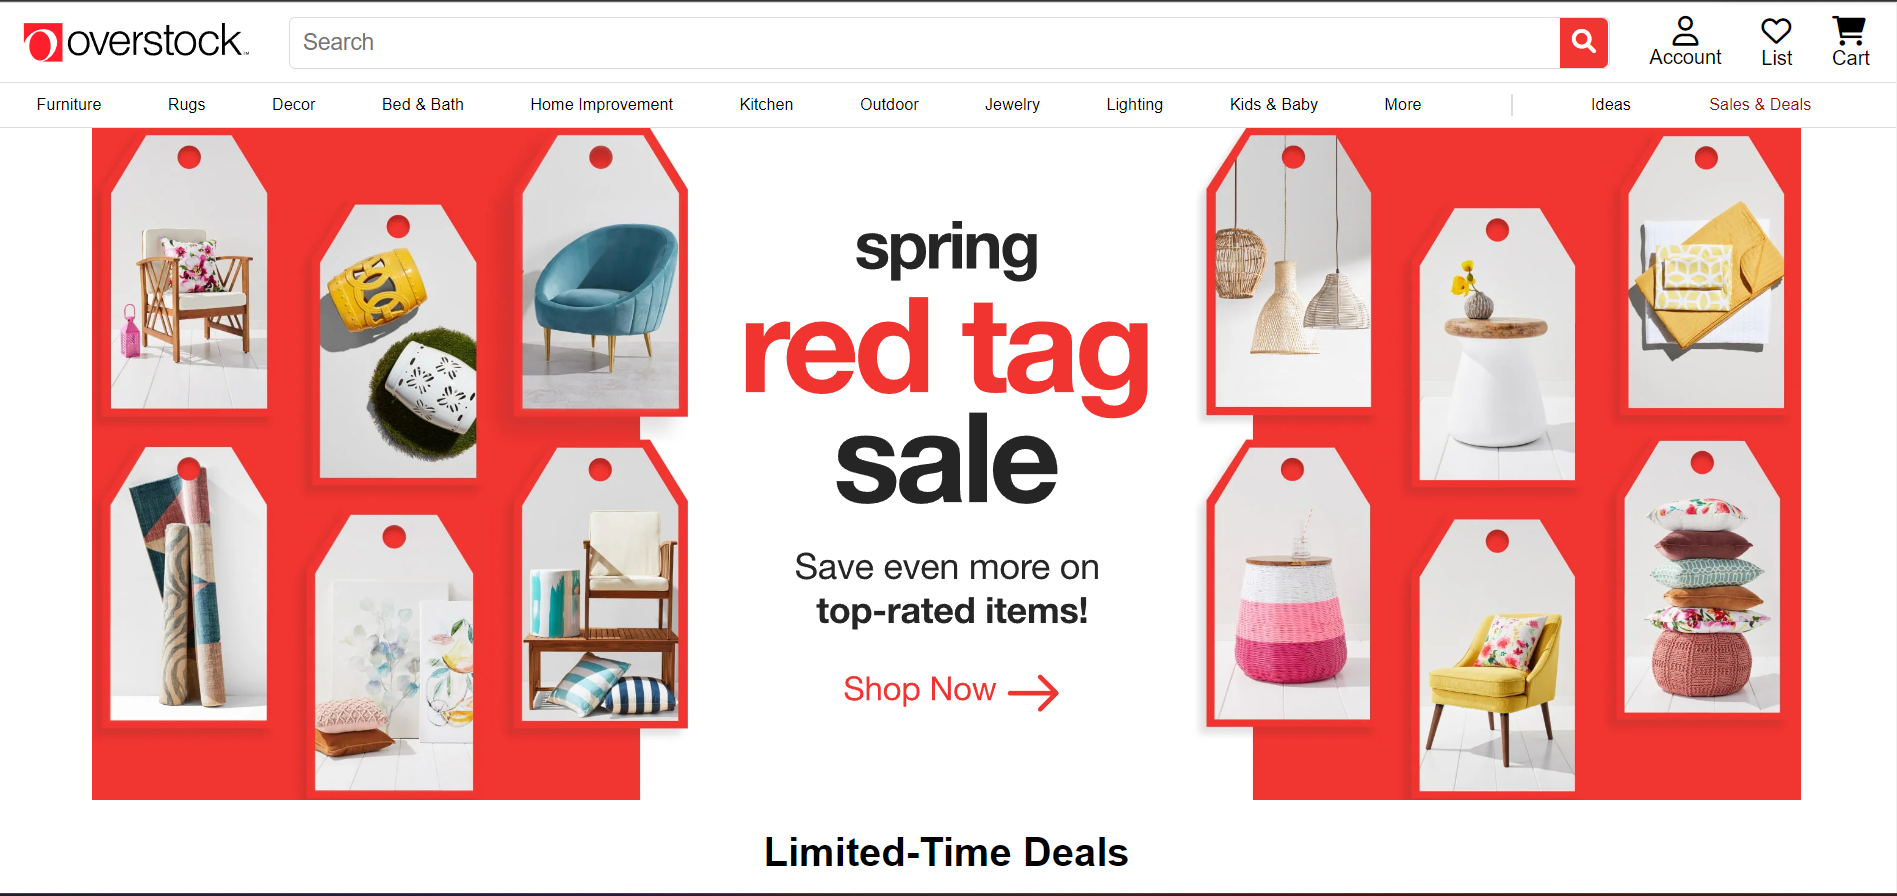 overstock™
Search
Account
List
Cart
Furniture
Rugs
Decor
Bed & Bath
Home Improvement
Kitchen
Outdoor
Jewelry
Lighting
Kids & Baby
More
Ideas
Sales & Deals
spring
red tag
sale
Save even more on
top-rated items!
Shop Now
Limited-Time Deals